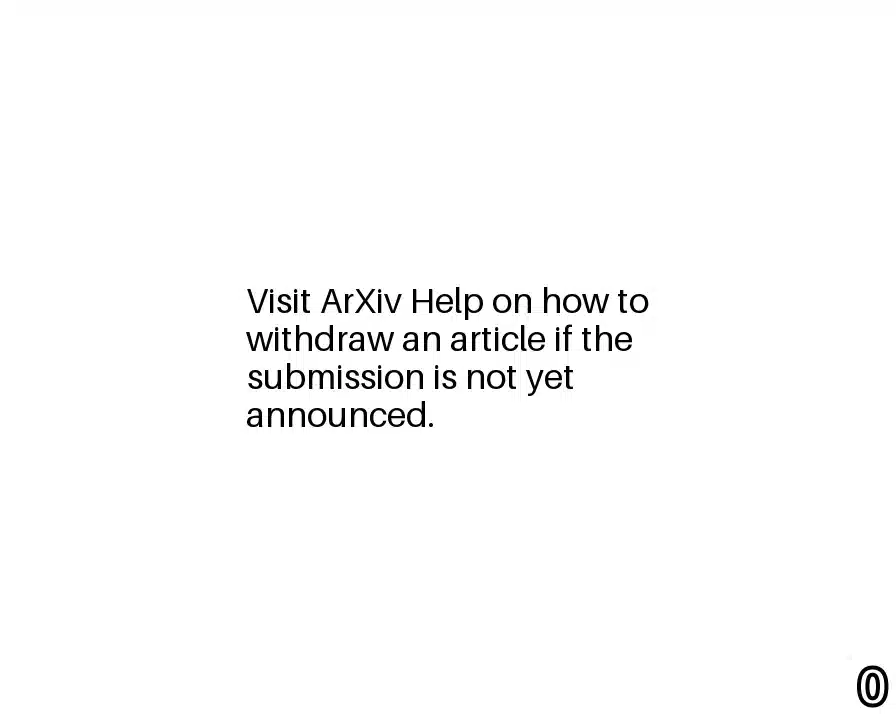 Visit ArXiv Help on how to
withdraw an article if the
submission is not yet
announced.
0